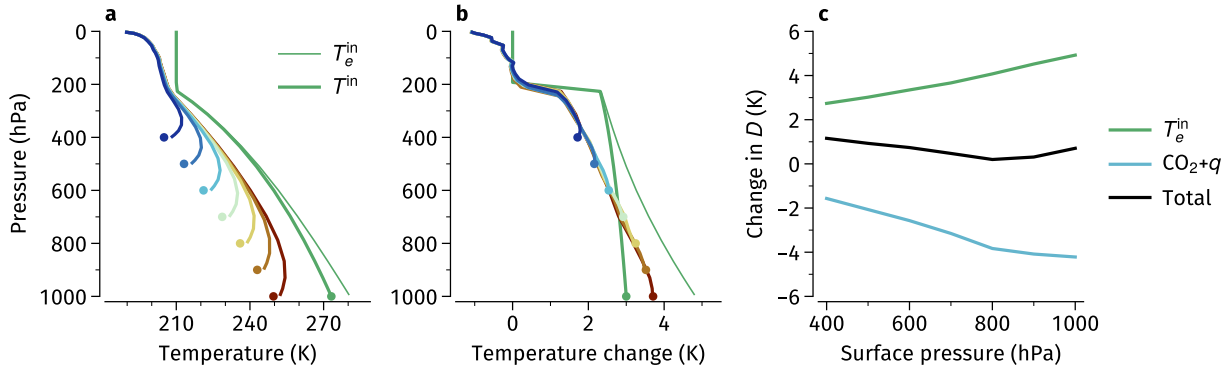 a
0
200
400
600
800
1000
Pressure (hPa)
210
240
270
Temperature (K)
T_e^in
T^in
b
0
200
400
600
800
1000
0
2
4
Temperature change (K)
c
6
4
2
0
−2
−4
−6
Change in D (K)
400
600
800
1000
Surface pressure (hPa)
T_e^in
CO₂+q
Total